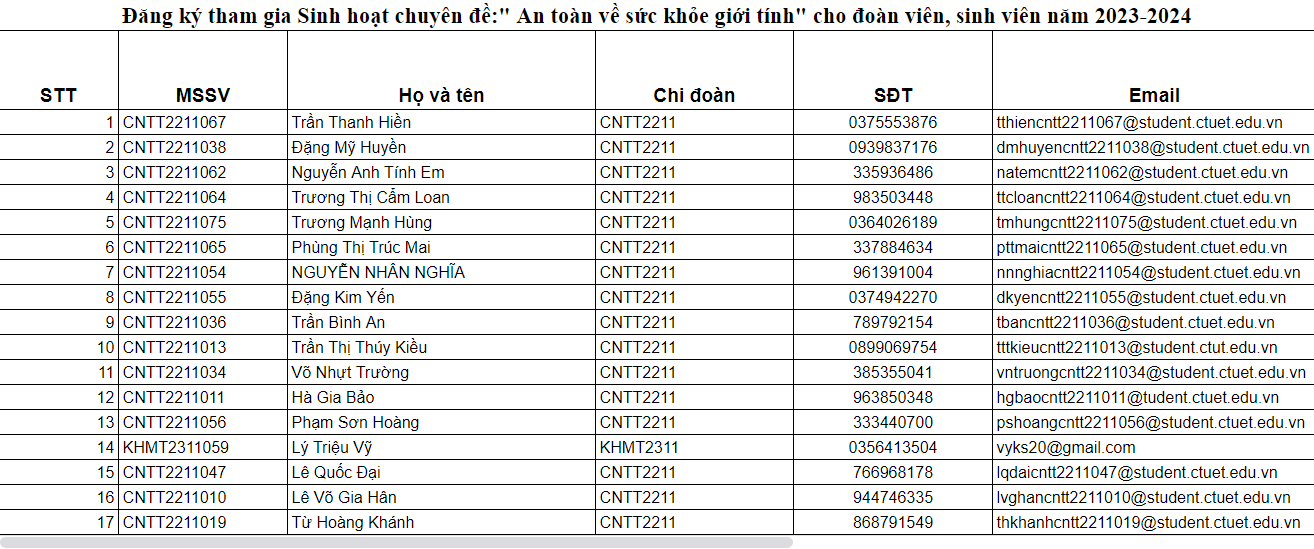 Đăng ký tham gia Sinh hoạt chuyên đề:" An toàn về sức khỏe giới tính" cho đoàn viên, sinh viên năm 2023-2024
STT MSSV Họ và tên Chi đoàn SĐT Email
1 CNTT2211067 Trần Thanh Hiền CNTT2211 0375553876 tthiencntt2211067@student.ctuet.edu.vn
2 CNTT2211038 Đặng Mỹ Huyền CNTT2211 0939837176 dmhuyencntt2211038@student.ctuet.edu.vn
3 CNTT2211062 Nguyễn Anh Tính Em CNTT2211 335936486 natemcntt2211062@student.ctuet.edu.vn
4 CNTT2211064 Trương Thị Cẩm Loan CNTT2211 983503448 ttcloancntt2211064@student.ctuet.edu.vn
5 CNTT2211075 Trương Mạnh Hùng CNTT2211 0364026189 tmhungcntt2211075@student.ctuet.edu.vn
6 CNTT2211065 Phùng Thị Trúc Mai CNTT2211 337884634 pttmaicntt2211065@student.ctuet.edu.vn
7 CNTT2211054 NGUYỄN NHÂN NGHĨA CNTT2211 961391004 nnnghiacntt2211054@student.ctuet.edu.vn
8 CNTT2211055 Đặng Kim Yến CNTT2211 0374942270 dkyencntt2211055@student.ctuet.edu.vn
9 CNTT2211036 Trần Bình An CNTT2211 789792154 tbancntt2211036@student.ctuet.edu.vn
10 CNTT2211013 Trần Thị Thúy Kiều CNTT2211 0899069754 tttkieucntt2211013@student.ctut.edu.vn
11 CNTT2211034 Võ Nhựt Trường CNTT2211 385355041 vntruongcntt2211034@student.ctuet.edu.vn
12 CNTT2211011 Hà Gia Bảo CNTT2211 963850348 hgbaocntt2211011@tudent.ctuet.edu.vn
13 CNTT2211056 Phạm Sơn Hoàng CNTT2211 333440700 pshoangcntt2211056@student.ctuet.edu.vn
14 KHMT2311059 Lý Triệu Vỹ KHMT2311 0356413504 vyks20@gmail.com
15 CNTT2211047 Lê Quốc Đại CNTT2211 766968178 lqdaicntt2211047@student.ctuet.edu.vn
16 CNTT2211010 Lê Võ Gia Hân CNTT2211 944746335 lvghancntt2211010@student.ctuet.edu.vn
17 CNTT2211019 Từ Hoàng Khánh CNTT2211 868791549 thkhanhcntt2211019@student.ctuet.edu.vn